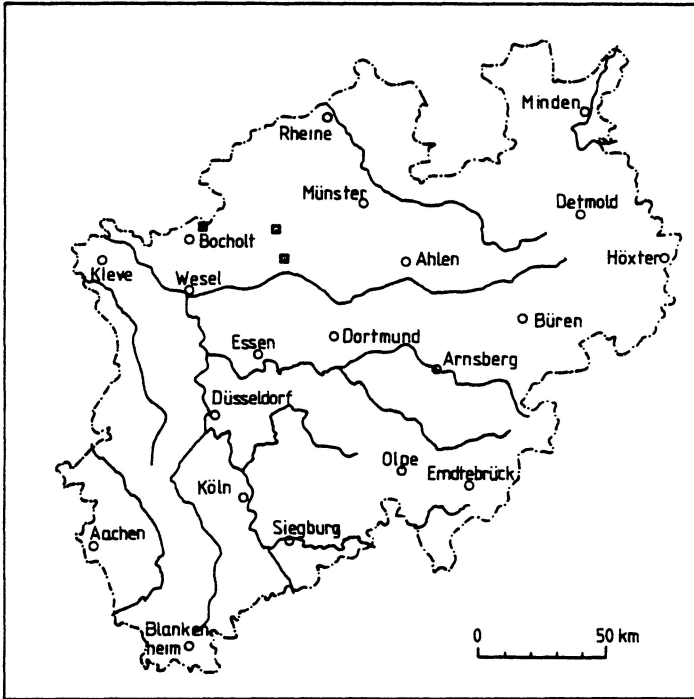 Minden
Rheine
Münster
Detmold
Bocholt
Ahlen
Höxter
Kleve
Wesel
Büren
Dortmund
Essen
Arnsberg
Düsseldorf
Olpe
Erndtebrück
Köln
Siegburg
Aachen
Blanken
heim
0 50 km